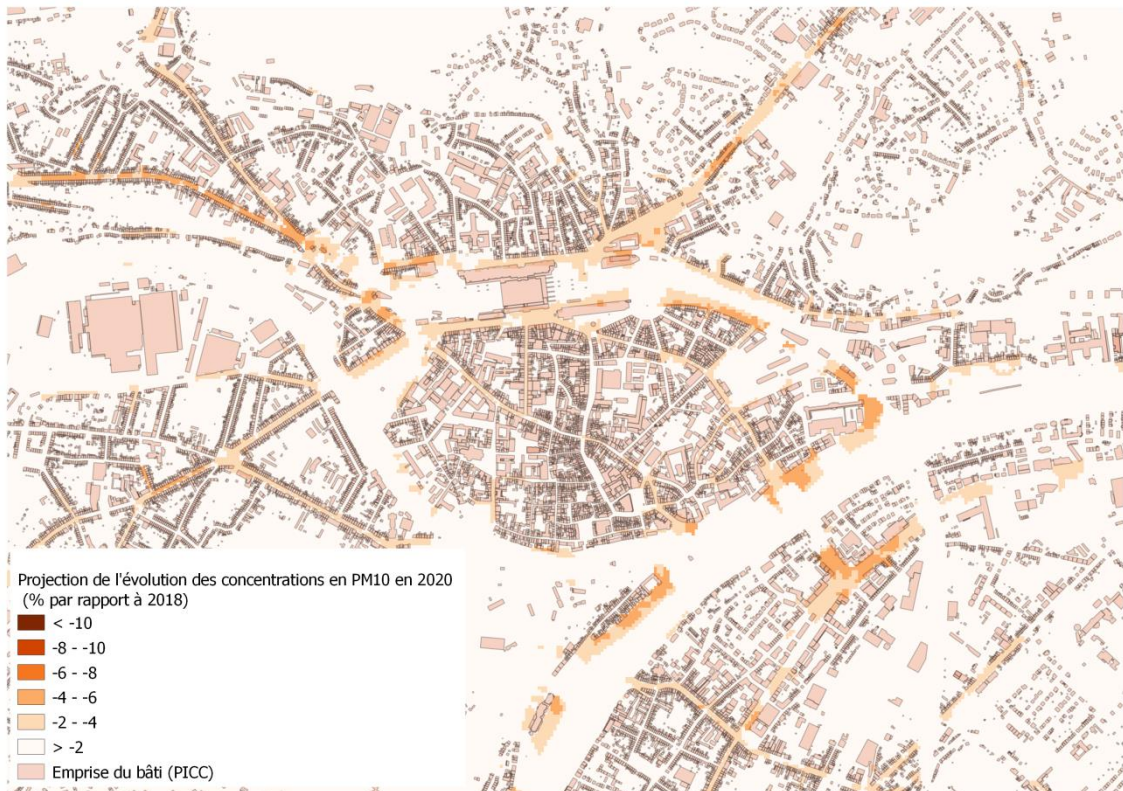 Projection de l'évolution des concentrations en PM10 en 2020
(% par rapport à 2018)
< -10
-8 - -10
-6 - -8
-4 - -6
-2 - -4
> -2
Emprise du bâti (PICC)